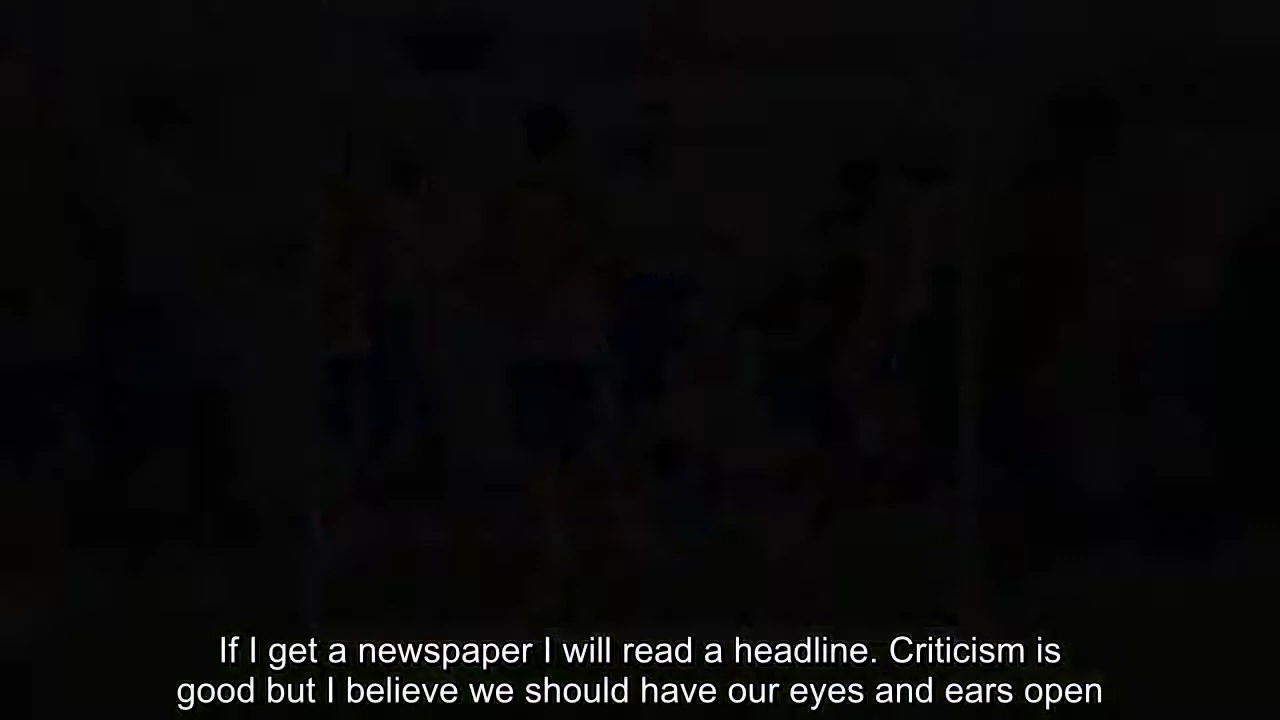 If I get a newspaper I will read a headline. Criticism is
good but I believe we should have our eyes and ears open